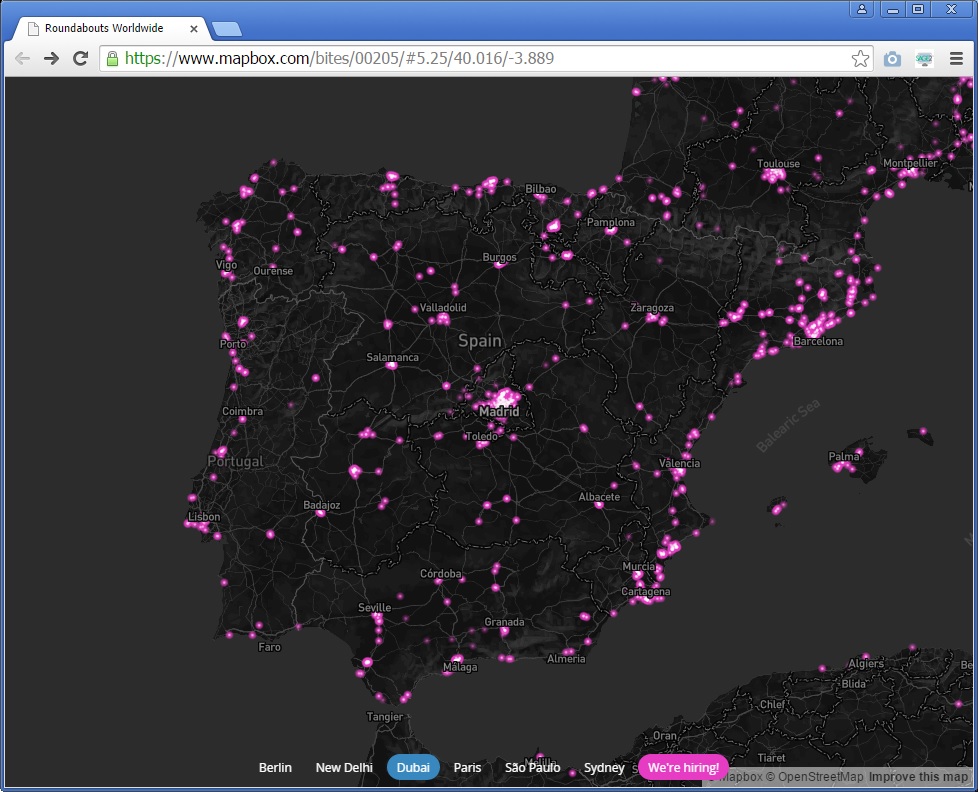 Roundabouts Worldwide
https://www.mapbox.com/bites/00205/#5.25/40.016/-3.889
Toulouse
Montpellier
Bilbao
Pamplona
Burgos
Vigo
Ourense
Valladolid
Zaragoza
Spain
Porto
Barcelona
Salamanca
Coimbra
Madrid
Balearic Sea
Toledo
Portugal
Valencia
Palma
Albacete
Badajoz
Lisbon
Murcia
Córdoba
Cartagena
Seville
Granada
Faro
Almeria
Málaga
Algiers
Blida
Chlef
Tangier
Oran
Tiaret
Melilla
Berlin New Delhi Dubai Paris São Paulo Sydney We're hiring!
Mapbox © OpenStreetMap Improve this map